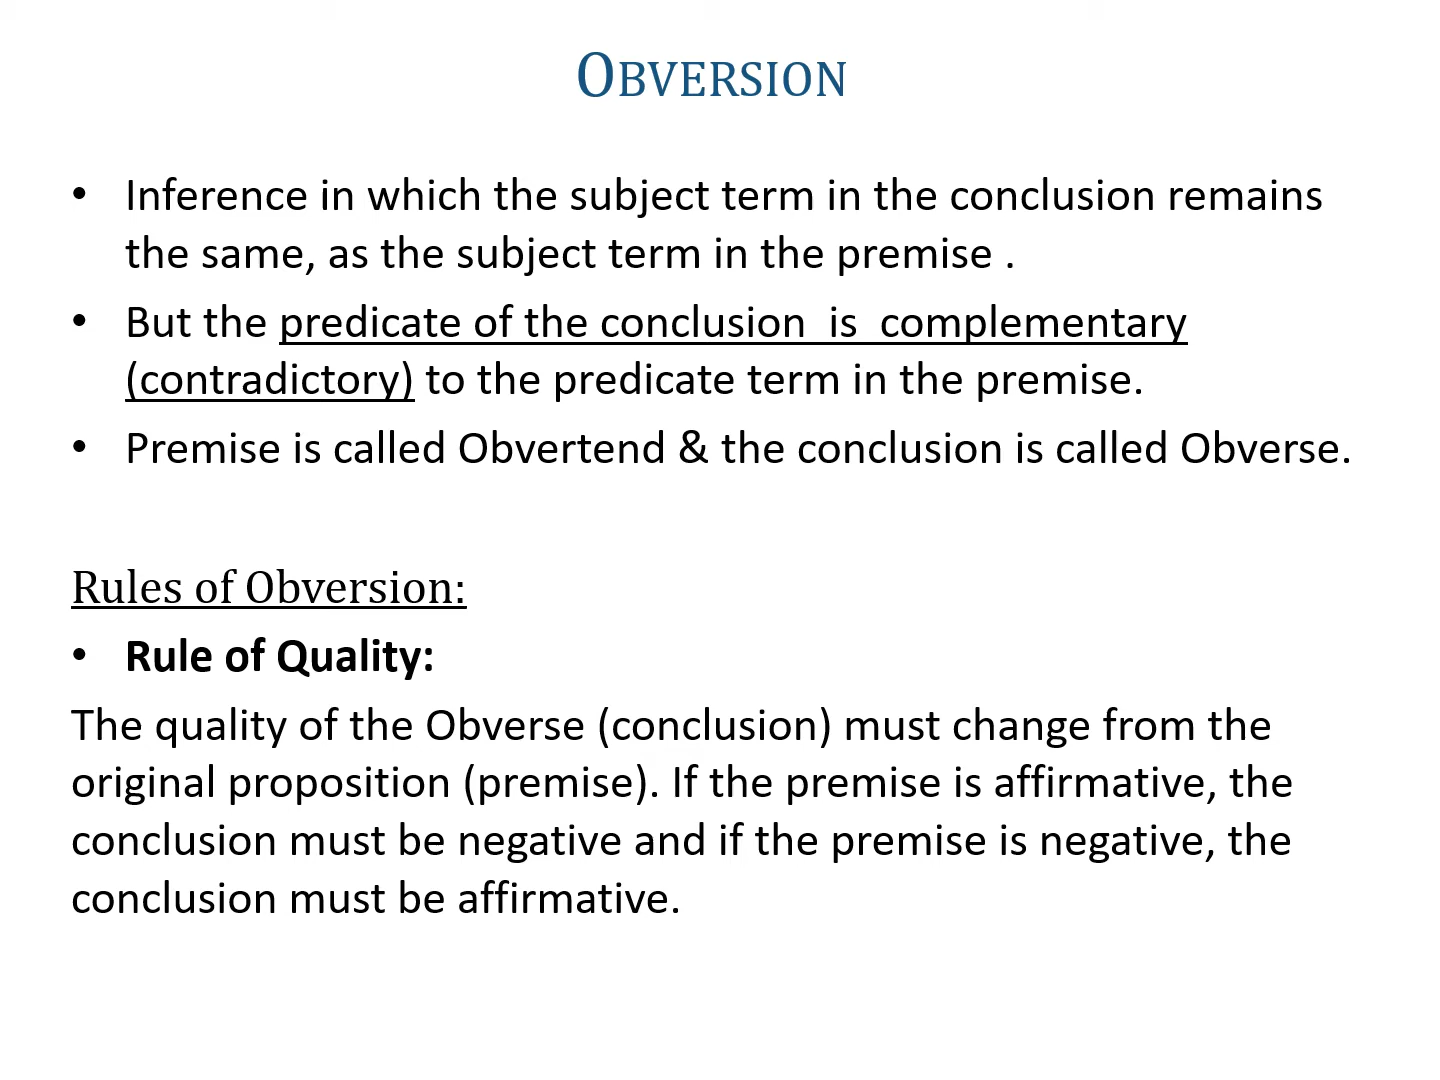 OBVERSION
• Inference in which the subject term in the conclusion remains
the same, as the subject term in the premise .
• But the predicate of the conclusion  is  complementary
(contradictory) to the predicate term in the premise.
• Premise is called Obvertend & the conclusion is called Obverse.
Rules of Obversion:
• Rule of Quality:
The quality of the Obverse (conclusion) must change from the
original proposition (premise). If the premise is affirmative, the
conclusion must be negative and if the premise is negative, the
conclusion must be affirmative.